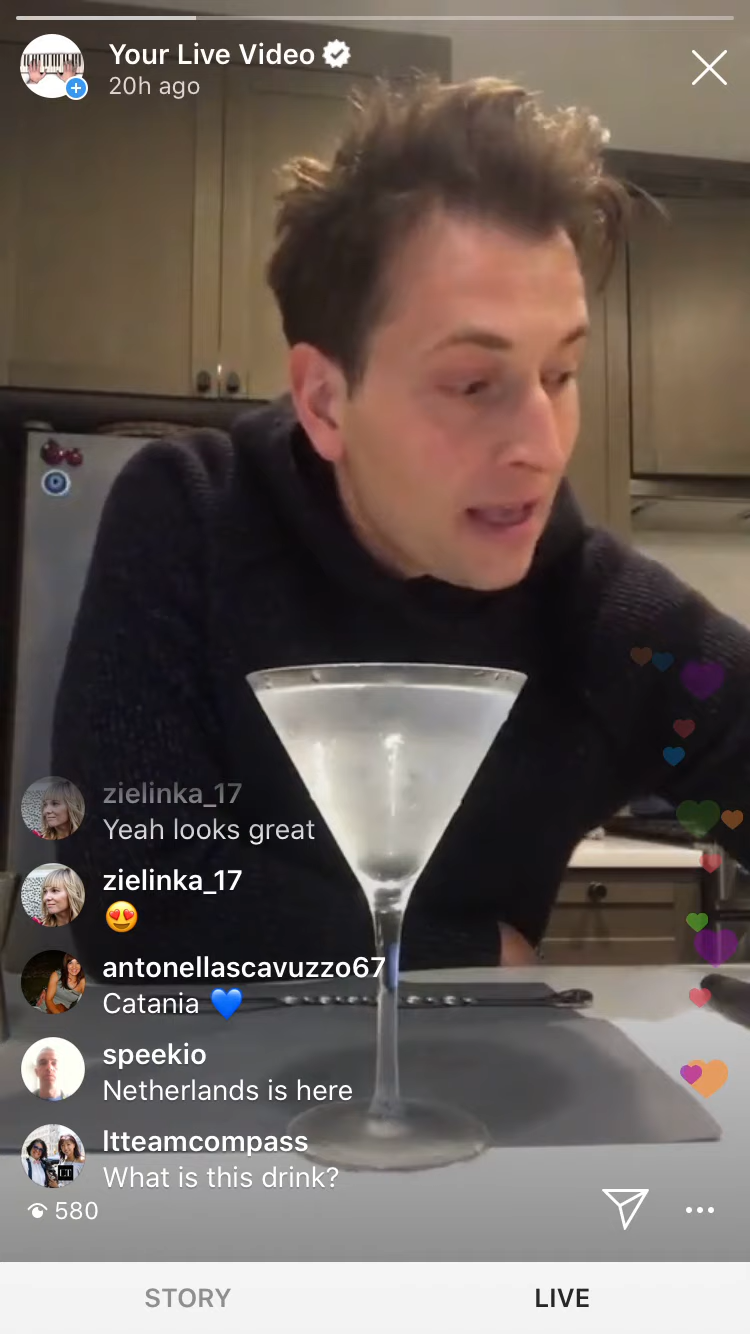 Your Live Video
20h ago
zielinka_17
Yeah looks great
zielinka_17
😍
antonellascavuzzo67
Catania 💙
speekio
Netherlands is here
ltteamcompass
What is this drink?
580
STORY
LIVE